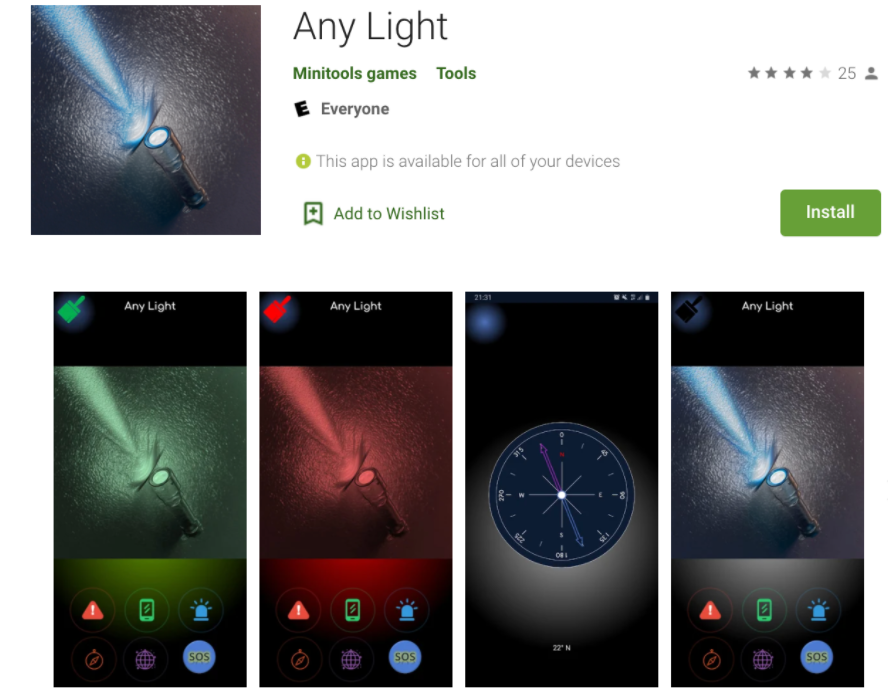 Any Light
Minitools games Tools
25
E Everyone
This app is available for all of your devices
Add to Wishlist
Install
Any Light
SOS
Any Light
SOS
21:31
0
315 N 45
270 W E 90
225 S 135
180
22° N
Any Light
SOS